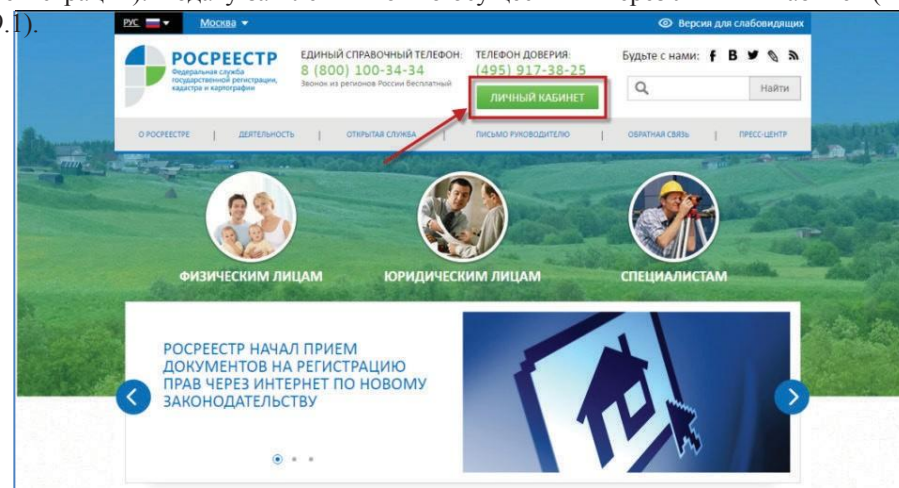 9.1).
РУС
Москва
Версия для слабовидящих
РОСРЕЕСТР
Федеральная служба
государственной регистрации,
кадастра и картографии
ЕДИНЫЙ СПРАВОЧНЫЙ ТЕЛЕФОН:
8 (800) 100-34-34
Звонок из регионов России бесплатный
ТЕЛЕФОН ДОВЕРИЯ:
(495) 917-38-25
ЛИЧНЫЙ КАБИНЕТ
Будьте с нами:
Найти
О РОСРЕЕСТРЕ | ДЕЯТЕЛЬНОСТЬ | ОТКРЫТАЯ СЛУЖБА | ПИСЬМО РУКОВОДИТЕЛЮ | ОБРАТНАЯ СВЯЗЬ | ПРЕСС-ЦЕНТР
ФИЗИЧЕСКИМ ЛИЦАМ
ЮРИДИЧЕСКИМ ЛИЦАМ
СПЕЦИАЛИСТАМ
РОСРЕЕСТР НАЧАЛ ПРИЕМ
ДОКУМЕНТОВ НА РЕГИСТРАЦИЮ
ПРАВ ЧЕРЕЗ ИНТЕРНЕТ ПО НОВОМУ
ЗАКОНОДАТЕЛЬСТВУ